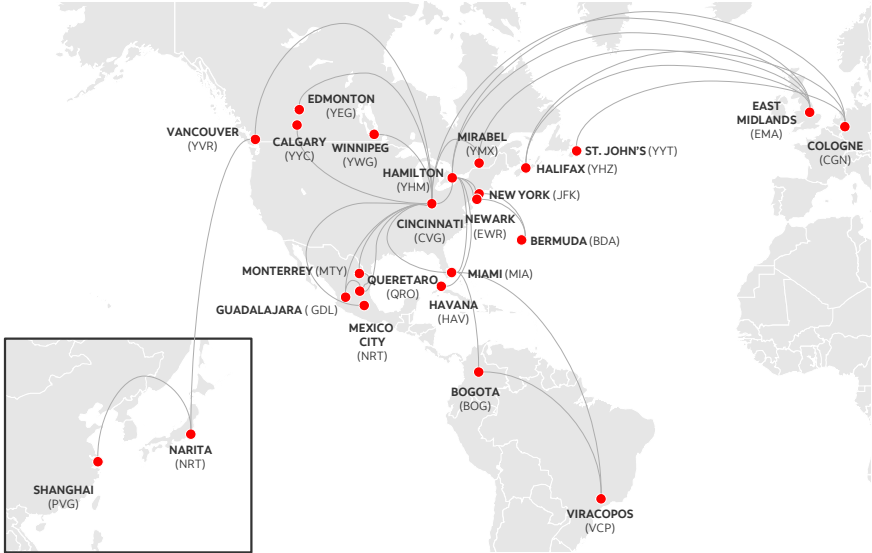 EDMONTON
(YEG)
VANCOUVER
(YVR)
CALGARY
(YYC)
WINNIPEG
(YWG)
MIRABEL
(YMX)
HAMILTON
(YHM)
EAST
MIDLANDS
(EMA)
COLOGNE
(CGN)
ST. JOHN'S (YYT)
HALIFAX (YHZ)
NEW YORK (JFK)
CINCINNATI
(CVG)
NEWARK
(EWR)
BERMUDA (BDA)
MONTERREY (MTY)
QUERETARO
(QRO)
MIAMI (MIA)
GUADALAJARA ( GDL)
HAVANA
(HAV)
MEXICO
CITY
(NRT)
BOGOTA
(BOG)
NARITA
(NRT)
SHANGHAI
(PVG)
VIRACOPOS
(VCP)